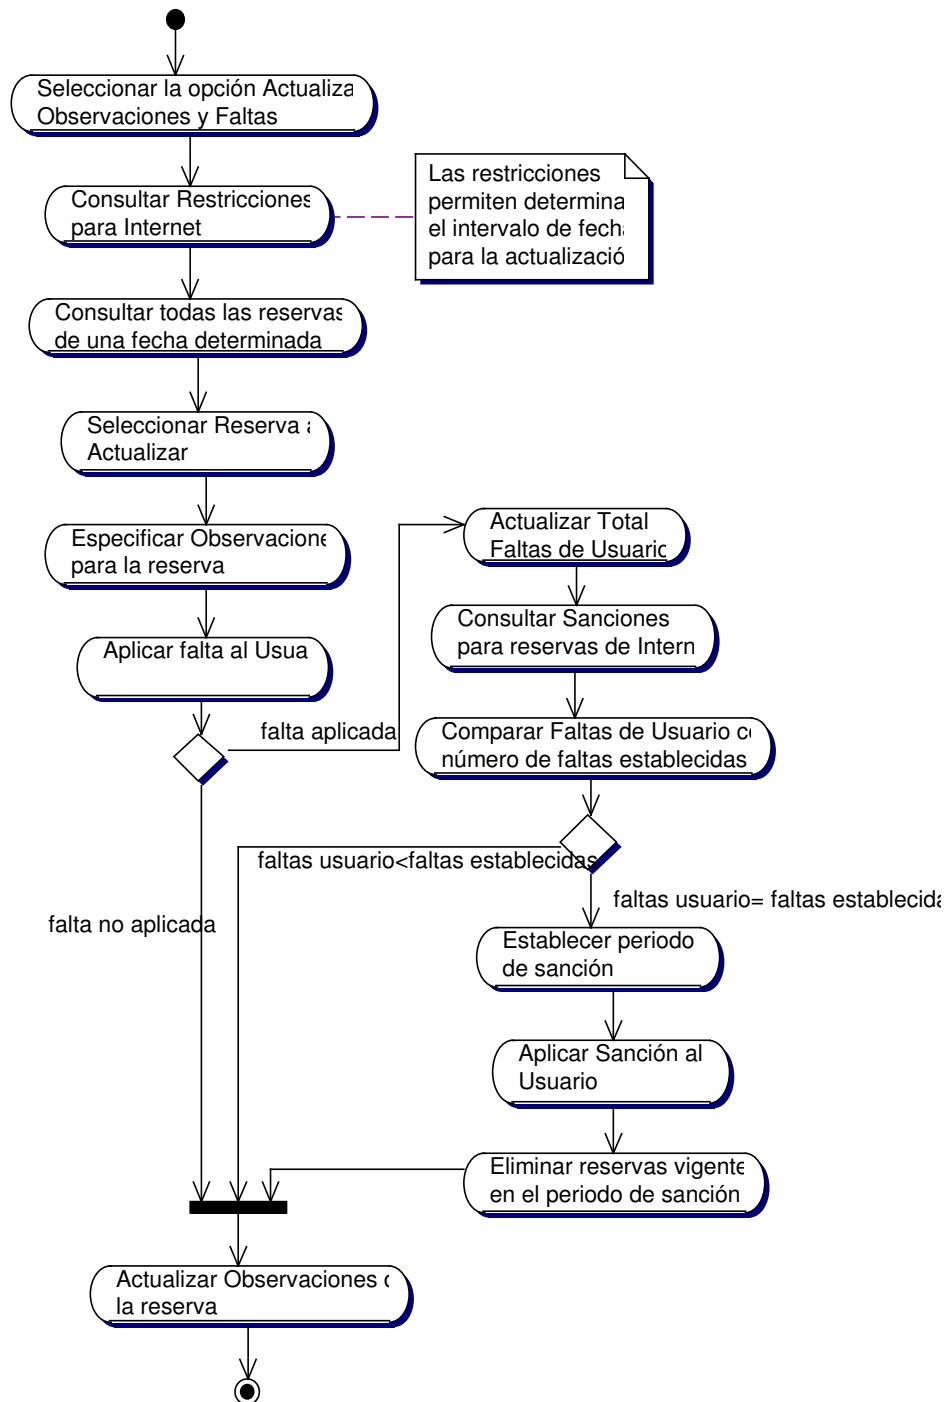 Seleccionar la opción Actualiza
Observaciones y Faltas
Consultar Restricciones
para Internet
Las restricciones
permiten determina
el intervalo de fech
para la actualizació
Consultar todas las reservas
de una fecha determinada
Seleccionar Reserva a
Actualizar
Especificar Observacione
para la reserva
Aplicar falta al Usua
falta aplicada
Actualizar Total
Faltas de Usuario
Consultar Sanciones
para reservas de Intern
Comparar Faltas de Usuario co
número de faltas establecidas
faltas usuario<faltas establecidas
faltas usuario= faltas establecida
falta no aplicada
Establecer periodo
de sanción
Aplicar Sanción al
Usuario
Eliminar reservas vigente
en el periodo de sanción
Actualizar Observaciones d
la reserva